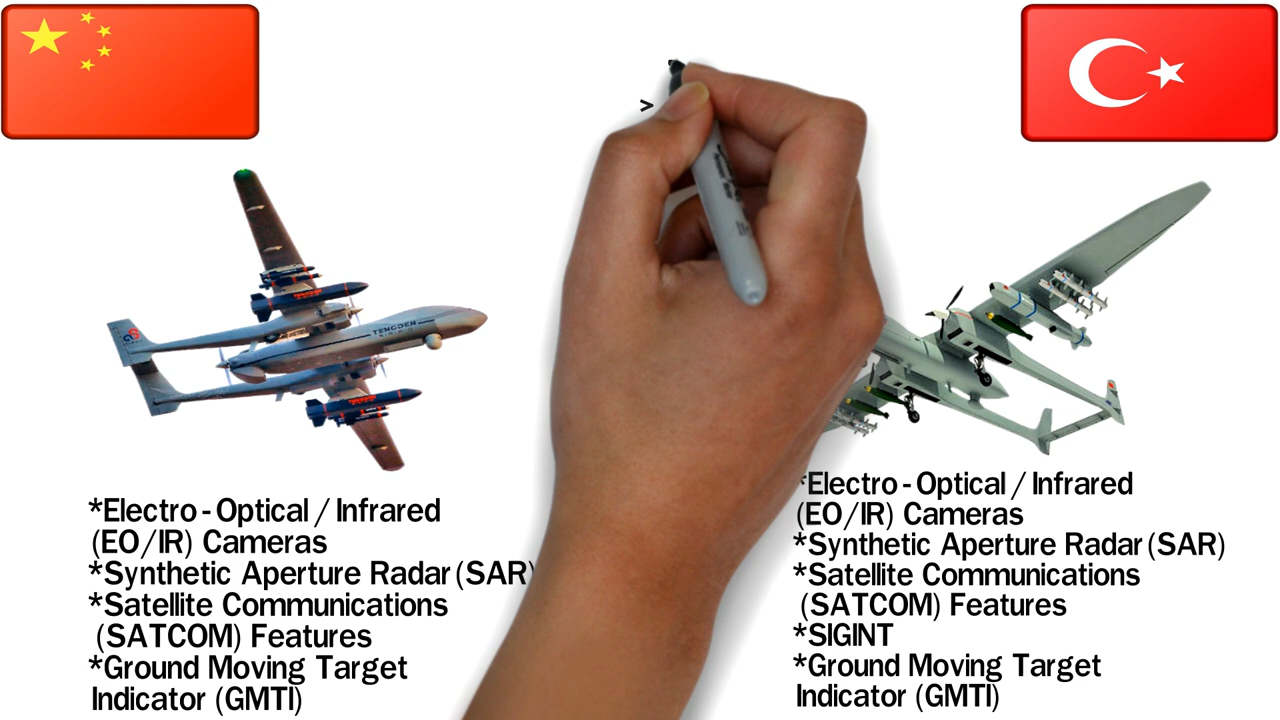 >
TENGDEN
*Electro-Optical / Infrared
(EO/IR) Cameras
*Synthetic Aperture Radar (SAR)
*Satellite Communications
(SATCOM) Features
*Ground Moving Target
Indicator (GMTI)
*Electro-Optical / Infrared
(EO/IR) Cameras
*Synthetic Aperture Radar (SAR)
*Satellite Communications
(SATCOM) Features
*SIGINT
*Ground Moving Target
Indicator (GMTI)